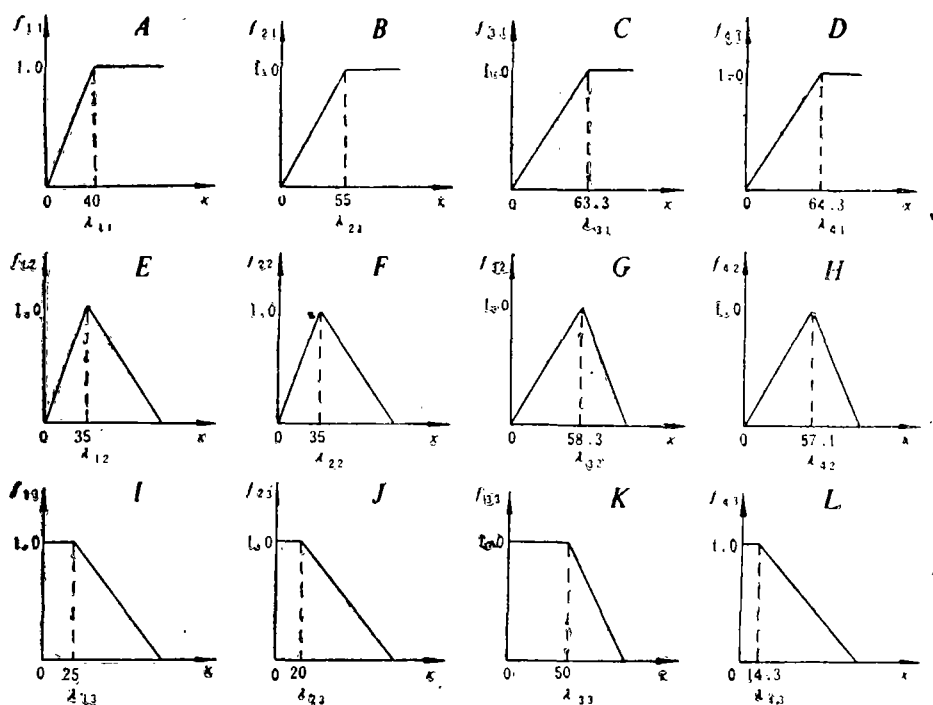 f₁₁ A f₂₁ B f₃₁ C f₄₁ D
1.0 1.0 1.0 1.0
0 40 x 0 55 x 0 63.3 x 0 64.3 x
λ₁₁ λ₂₁ λ₃₁ λ₄₁
f₁₂ E f₂₂ F f₃₂ G f₄₂ H
1.0 1.0 1.0 1.0
0 35 x 0 35 x 0 58.3 x 0 57.1 x
λ₁₂ λ₂₂ λ₃₂ λ₄₂
f₁₃ I f₂₃ J f₃₃ K f₄₃ L
1.0 1.0 1.0 1.0
0 25 x 0 20 x 0 50 x 0 14.3 x
λ₁₃ λ₂₃ λ₃₃ λ₄₃